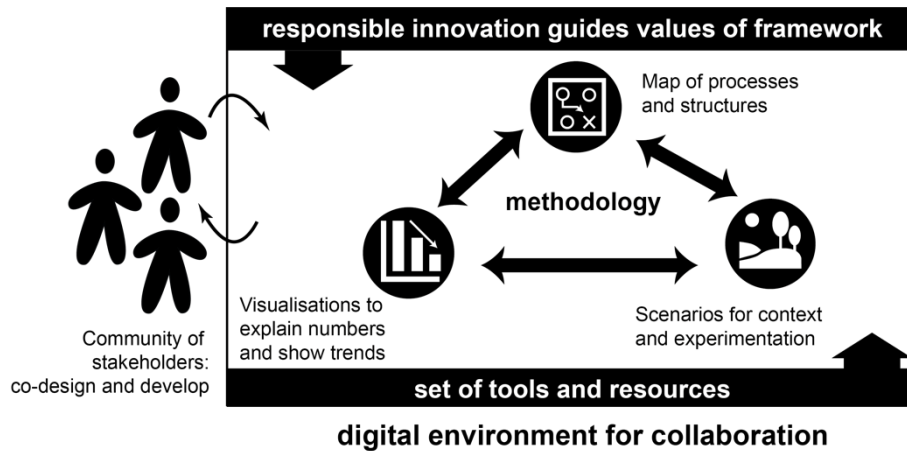 responsible innovation guides values of framework
Map of processes
and structures
methodology
Visualisations to
explain numbers
and show trends
Scenarios for context
and experimentation
Community of
stakeholders:
co-design and develop
set of tools and resources
digital environment for collaboration